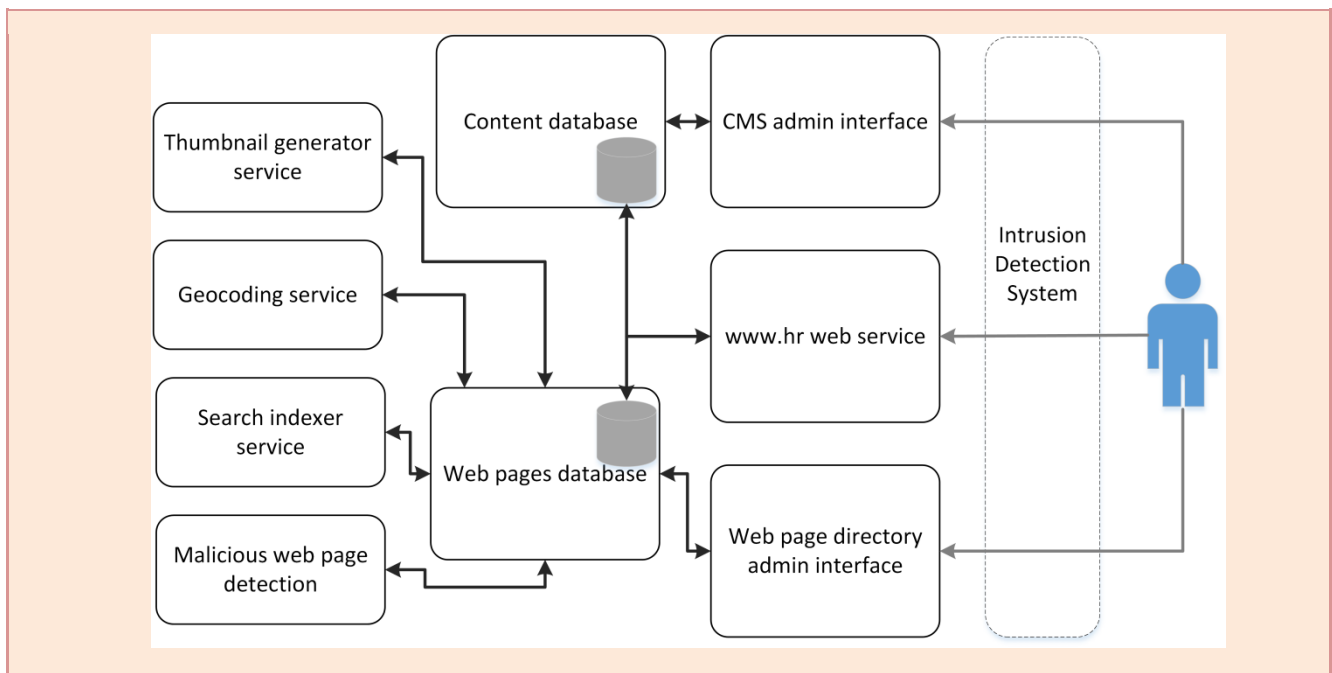 Content database
CMS admin interface
Thumbnail generator
service
Intrusion
Detection
System
Geocoding service
www.hr web service
Search indexer
service
Web pages database
Web page directory
admin interface
Malicious web page
detection